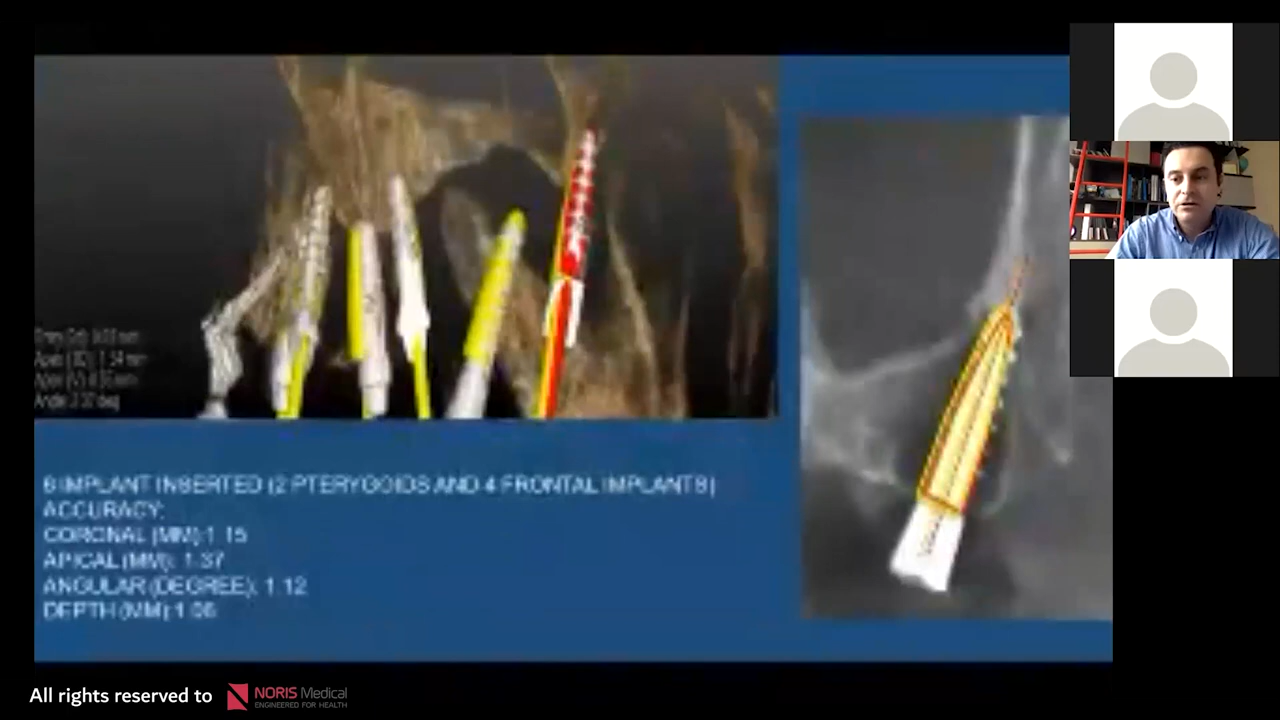 6 IMPLANT INSERTED (2 PTERYGOIDS AND 4 FRONTAL IMPLANTS)
ACCURACY:
CORONAL (MM):1.15
APICAL (MM): 1.37
ANGULAR (DEGREE): 1.12
DEPTH (MM):1.06
All rights reserved to
NORIS Medical
ENGINEERED FOR HEALTH